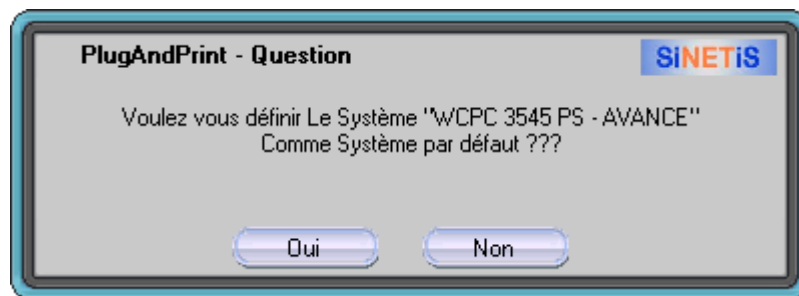 PlugAndPrint - Question
SiNETiS
Voulez vous définir Le Système "WCPC 3545 PS - AVANCE"
Comme Système par défaut ???
Oui
Non